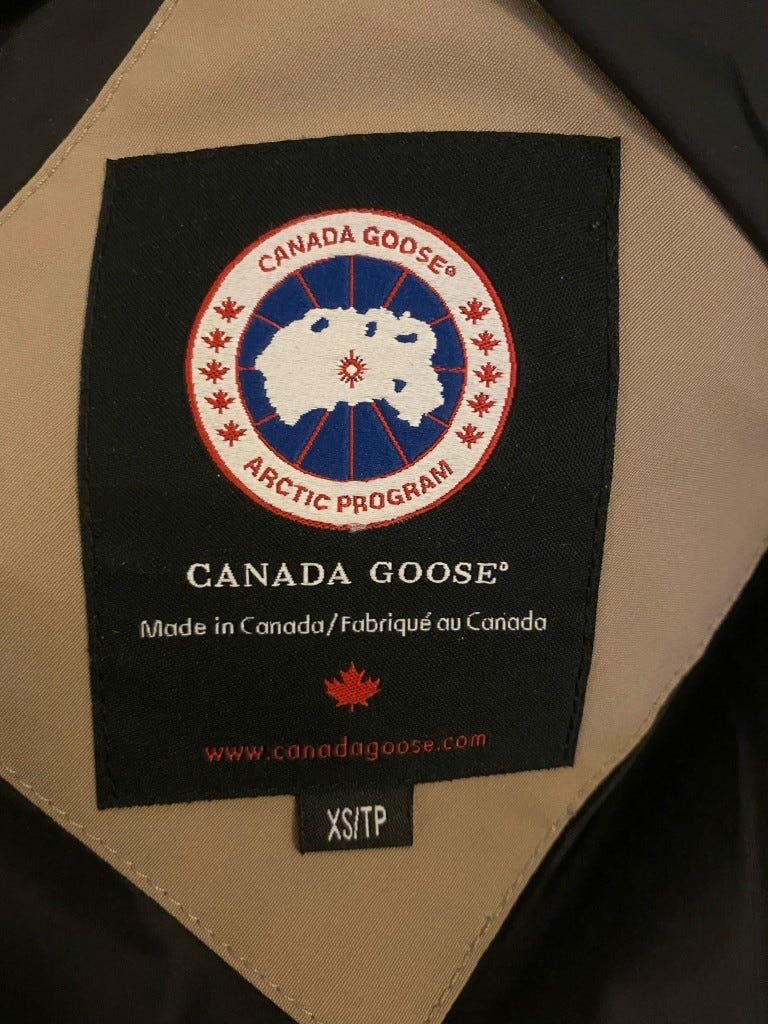 CANADA GOOSE®
ARCTIC PROGRAM
CANADA GOOSE®
Made in Canada/Fabriqué au Canada
www.canadagoose.com
XS/TP